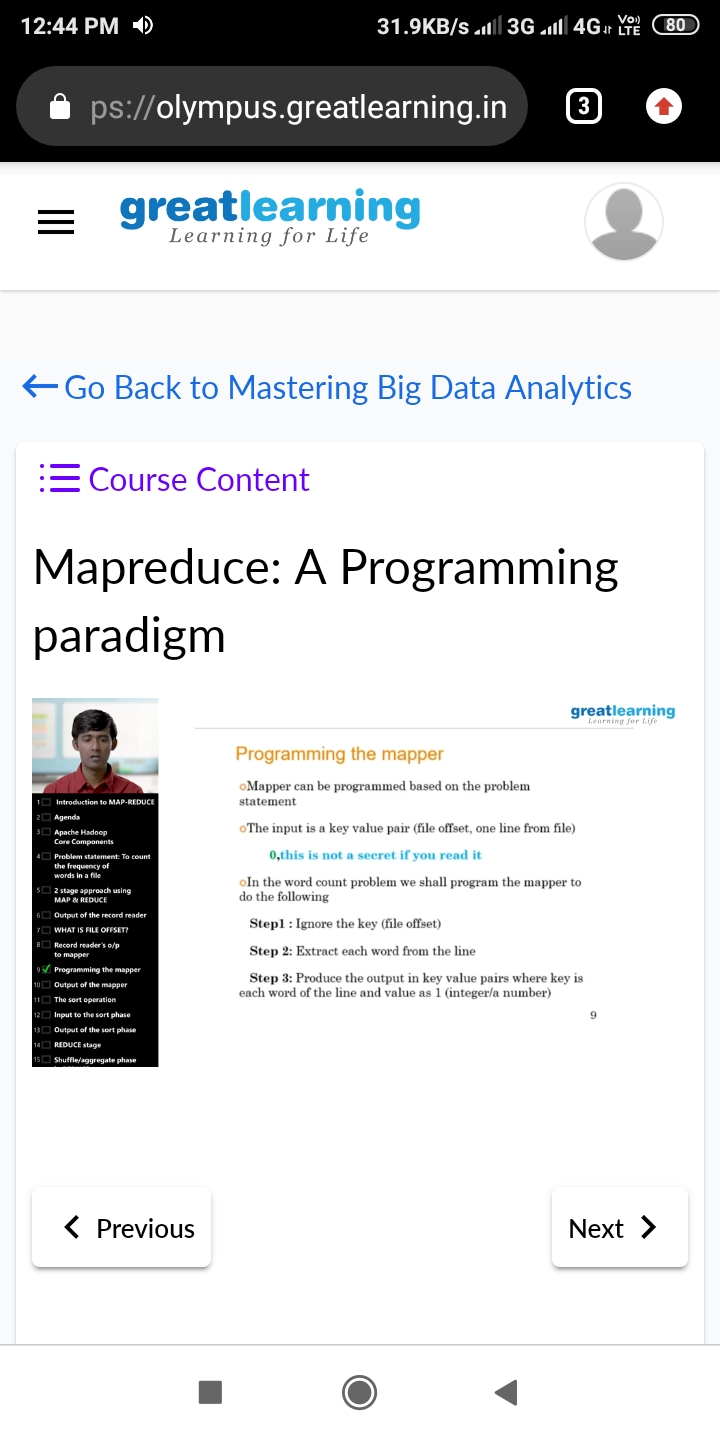 12:44 PM 31.9KB/s 3G 4G Vo) LTE 80
ps://olympus.greatlearning.in 3
greatlearning
Learning for Life
Go Back to Mastering Big Data Analytics
Course Content
Mapreduce: A Programming
paradigm
greatlearning
Learning for Life
1 Introduction to MAP-REDUCE
2 Agenda
3 Apache Hadoop
Core Components
4 Problem statement: To count
the frequency of
words in a file
5 2 stage approach using
MAP & REDUCE
6 Output of the record reader
7 WHAT IS FILE OFFSET?
8 Record reader's o/p
to mapper
9 Programming the mapper
10 Output of the mapper
11 The sort operation
12 Input to the sort phase
13 Output of the sort phase
14 REDUCE stage
15 Shuffle/aggregate phase
Programming the mapper
Mapper can be programmed based on the problem
statement
The input is a key value pair (file offset, one line from file)
0,this is not a secret if you read it
In the word count problem we shall program the mapper to
do the following
Step1 : Ignore the key (file offset)
Step 2: Extract each word from the line
Step 3: Produce the output in key value pairs where key is
each word of the line and value as 1 (integer/a number)
9
Previous
Next